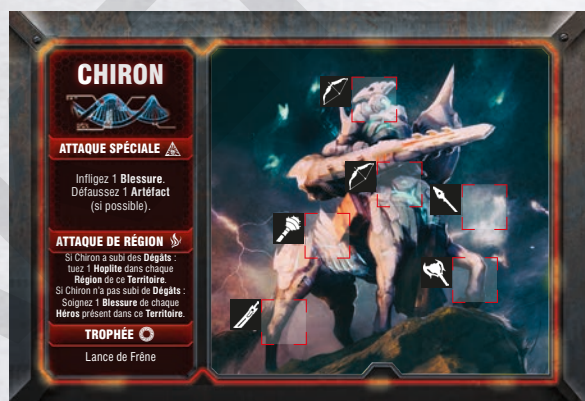 CHIRON
ATTAQUE SPÉCIALE
Infligez 1 Blessure.
Défaussez 1 Artéfact
(si possible).
ATTAQUE DE RÉGION
Si Chiron a subi des Dégâts :
tuez 1 Hoplite dans chaque
Région de ce Territoire.
Si Chiron n'a pas subi de Dégâts :
Soignez 1 Blessure de chaque
Héros présent dans ce Territoire.
TROPHÉE
Lance de Frêne